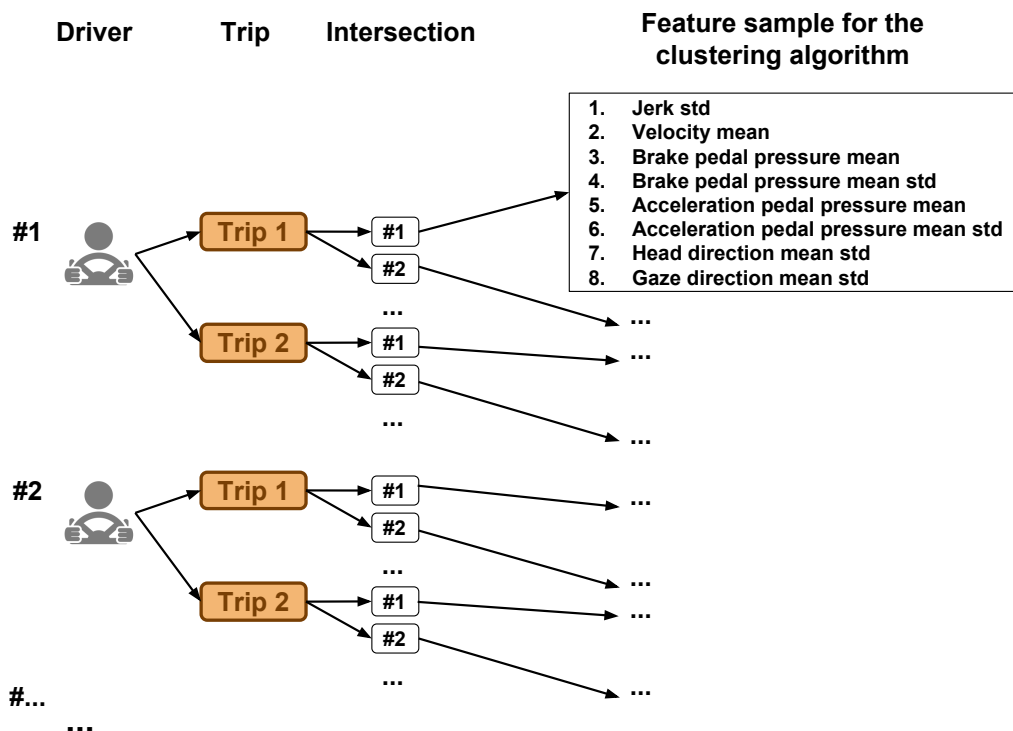 Driver Trip Intersection Feature sample for the
clustering algorithm
1. Jerk std
2. Velocity mean
3. Brake pedal pressure mean
4. Brake pedal pressure mean std
5. Acceleration pedal pressure mean
6. Acceleration pedal pressure mean std
7. Head direction mean std
8. Gaze direction mean std
#1 Trip 1 #1
#2
... ...
Trip 2 #1 ...
#2
... ...
#2 Trip 1 #1 ...
#2
... ...
Trip 2 #1 ...
#2
... ...
#...
...